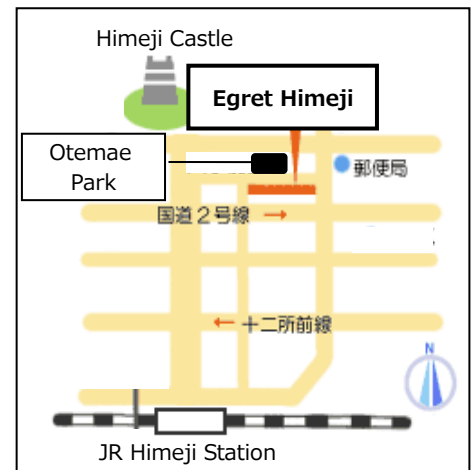 Himeji Castle
Egret Himeji
Otemae
Park
郵便局
国道２号線 →
← 十二所前線
N
JR Himeji Station